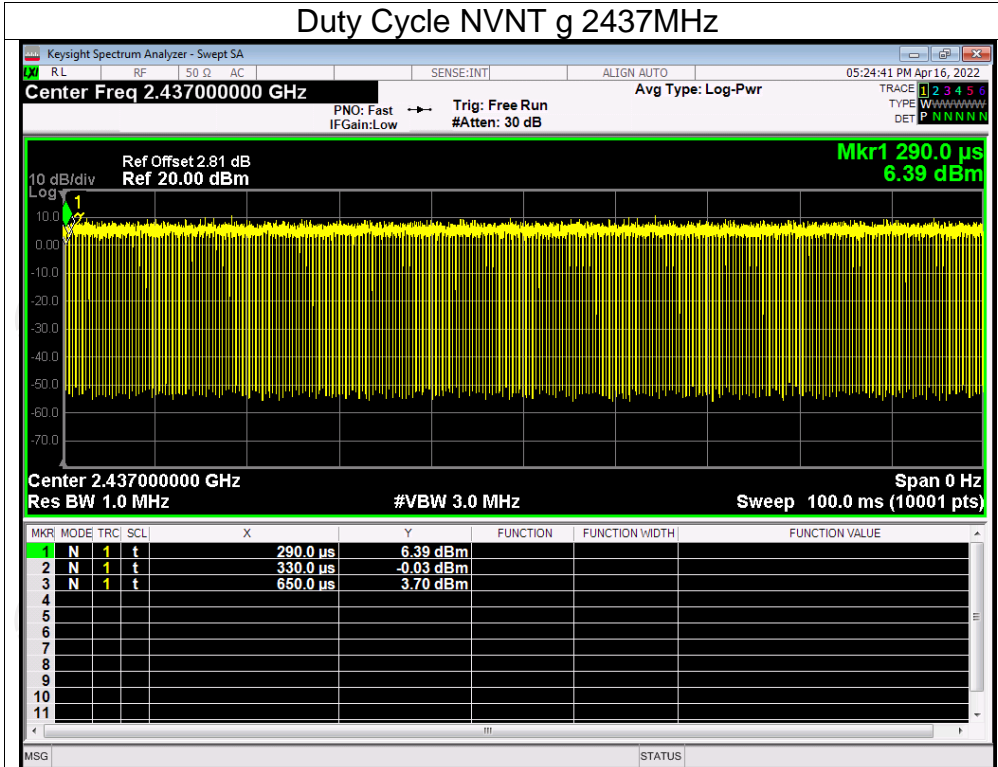 Duty Cycle NVNT g 2437MHz
Keysight Spectrum Analyzer - Swept SA
LXI RL RF 50 Ω AC SENSE:INT ALIGN AUTO 05:24:41 PM Apr 16, 2022
Center Freq 2.437000000 GHz Avg Type: Log-Pwr TRACE 1 2 3 4 5 6
PNO: Fast Trig: Free Run TYPE WWWWWW
IFGain:Low #Atten: 30 dB DET P N N N N N
Mkr1 290.0 µs
Ref Offset 2.81 dB
10 dB/div Ref 20.00 dBm 6.39 dBm
Log
1
10.0
0.00
-10.0
-20.0
-30.0
-40.0
-50.0
-60.0
-70.0
Center 2.437000000 GHz Span 0 Hz
Res BW 1.0 MHz #VBW 3.0 MHz Sweep 100.0 ms (10001 pts)
MKR MODE TRC SCL X Y FUNCTION FUNCTION WIDTH FUNCTION VALUE
1 N 1 t 290.0 µs 6.39 dBm
2 N 1 t 330.0 µs -0.03 dBm
3 N 1 t 650.0 µs 3.70 dBm
4
5
6
7
8
9
10
11
MSG STATUS